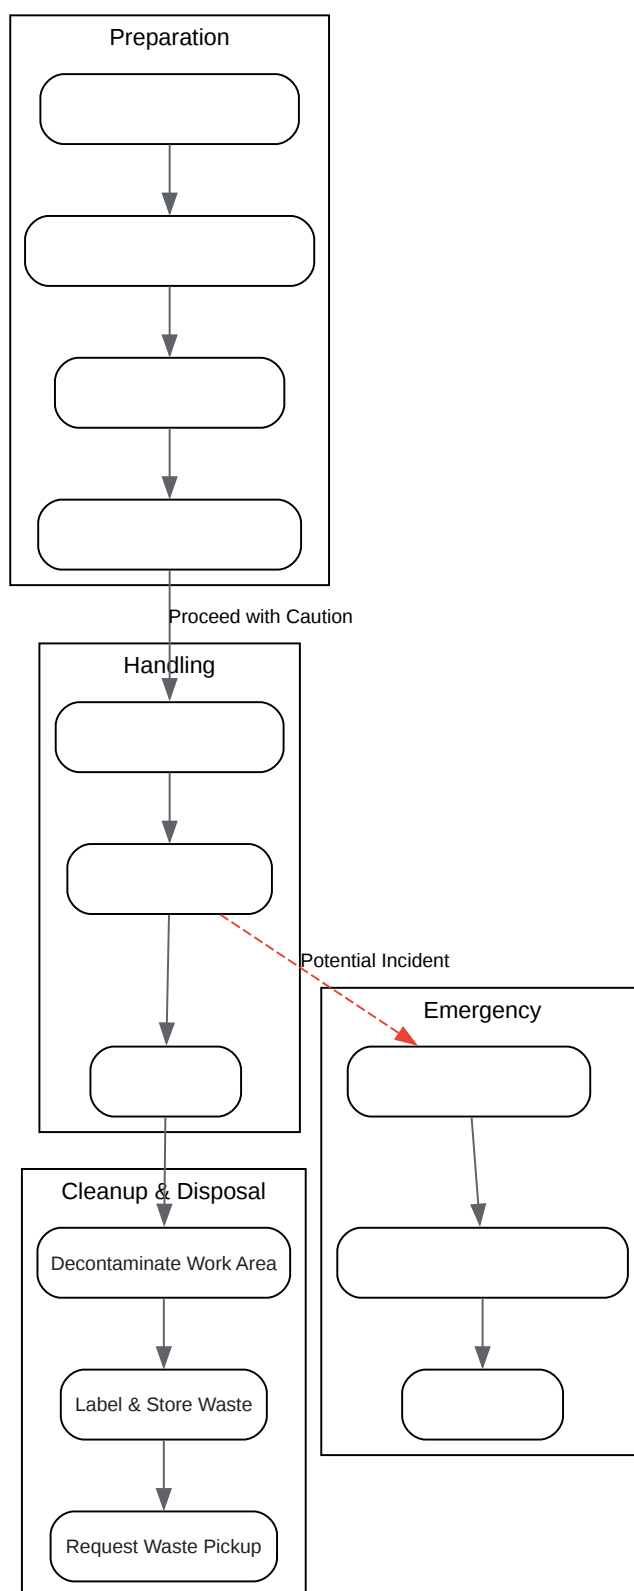 Preparation
Proceed with Caution
Handling
Potential Incident
Emergency
Cleanup & Disposal
Decontaminate Work Area
Label & Store Waste
Request Waste Pickup